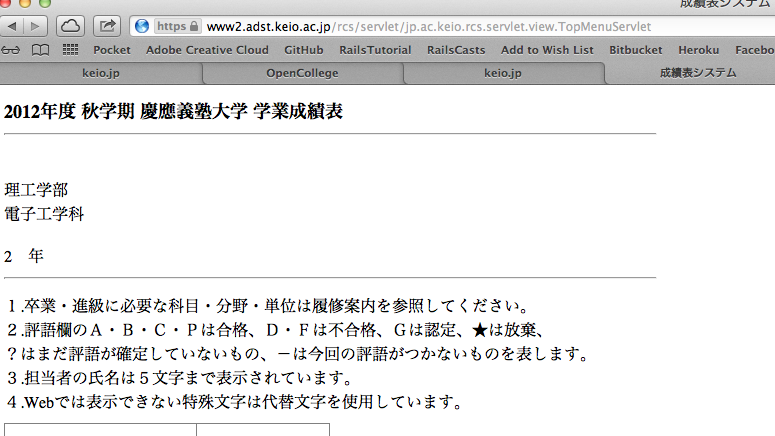 成績表システム
https www2.adst.keio.ac.jp/rcs/servlet/jp.ac.keio.rcs.servlet.view.TopMenuServlet
Pocket Adobe Creative Cloud GitHub RailsTutorial RailsCasts Add to Wish List Bitbucket Heroku Facebo
keio.jp OpenCollege keio.jp 成績表システム
2012年度 秋学期 慶應義塾大学 学業成績表
理工学部
電子工学科
2 年
１.卒業・進級に必要な科目・分野・単位は履修案内を参照してください。
２.評語欄のＡ・Ｂ・Ｃ・Ｐは合格、Ｄ・Ｆは不合格、Ｇは認定、★は放棄、
？はまだ評語が確定していないもの、－は今回の評語がつかないものを表します。
３.担当者の氏名は５文字まで表示されています。
４.Webでは表示できない特殊文字は代替文字を使用しています。